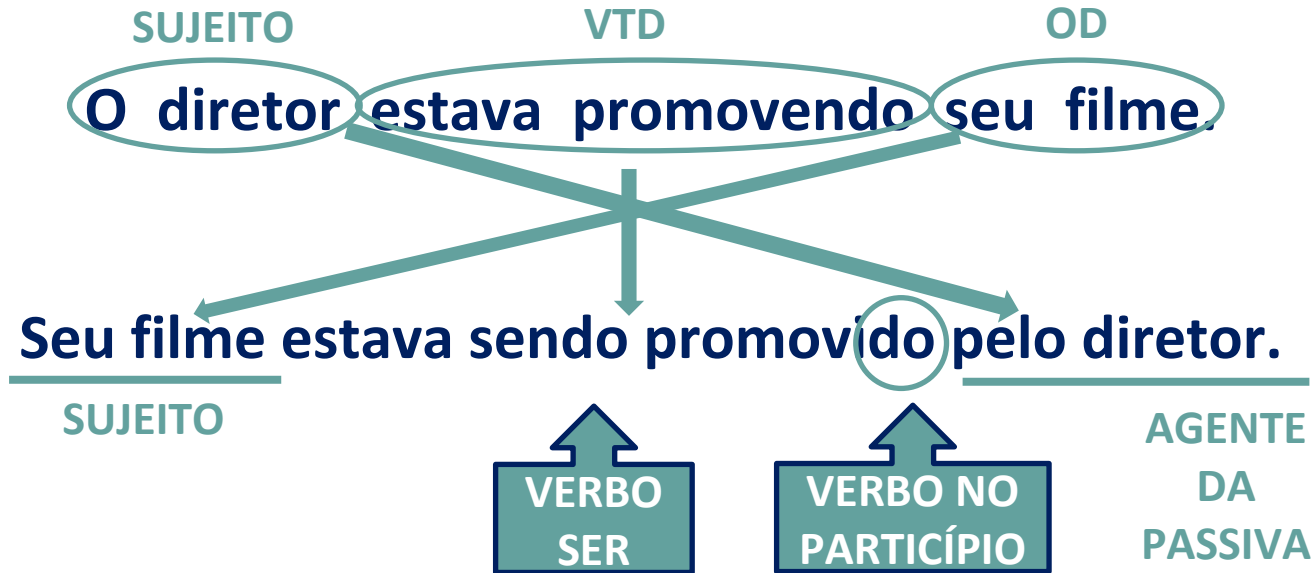 SUJEITO VTD OD
O diretor estava promovendo seu filme.
Seu filme estava sendo promovido pelo diretor.
SUJEITO
VERBO
SER
VERBO NO
PARTICÍPIO
AGENTE
DA
PASSIVA